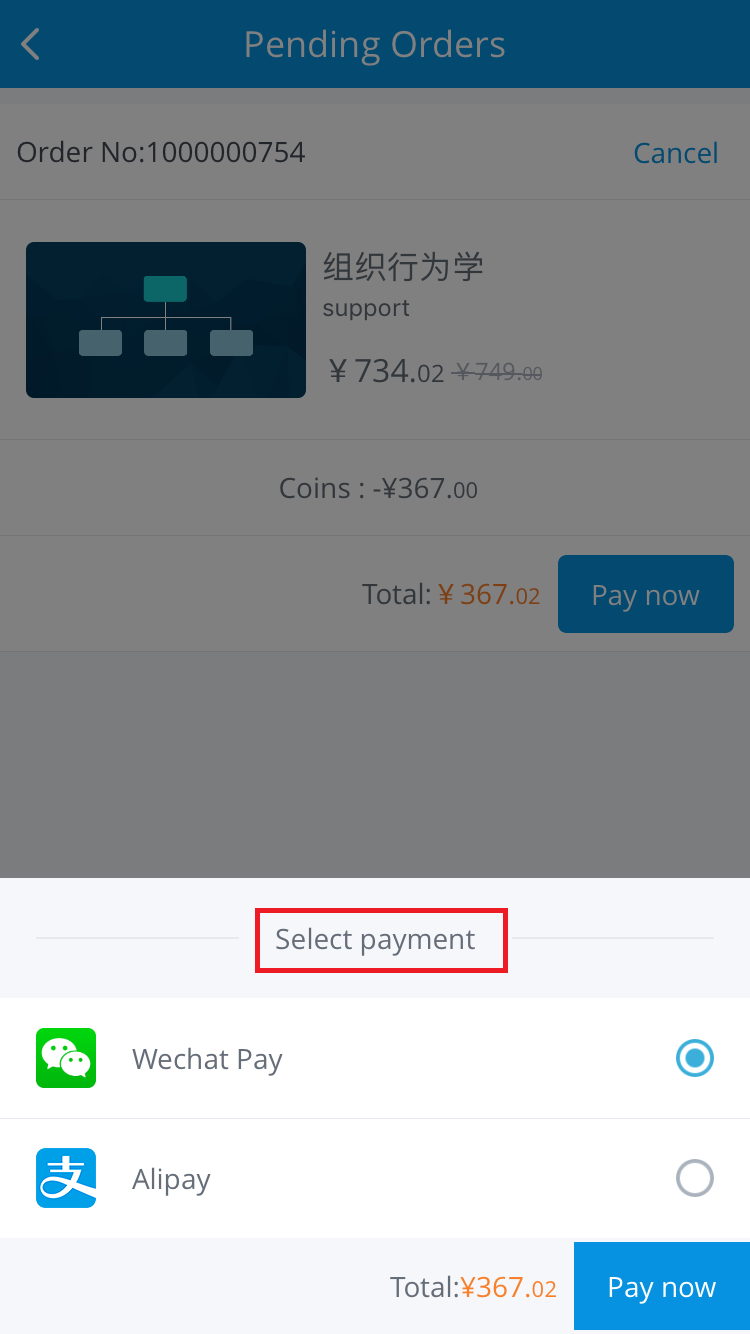 Pending Orders
Order No:1000000754
Cancel
组织行为学
support
¥ 734.02 ¥ 749.00
Coins : -¥367.00
Total: ¥ 367.02
Pay now
Select payment
Wechat Pay
支
Alipay
Total:¥367.02
Pay now